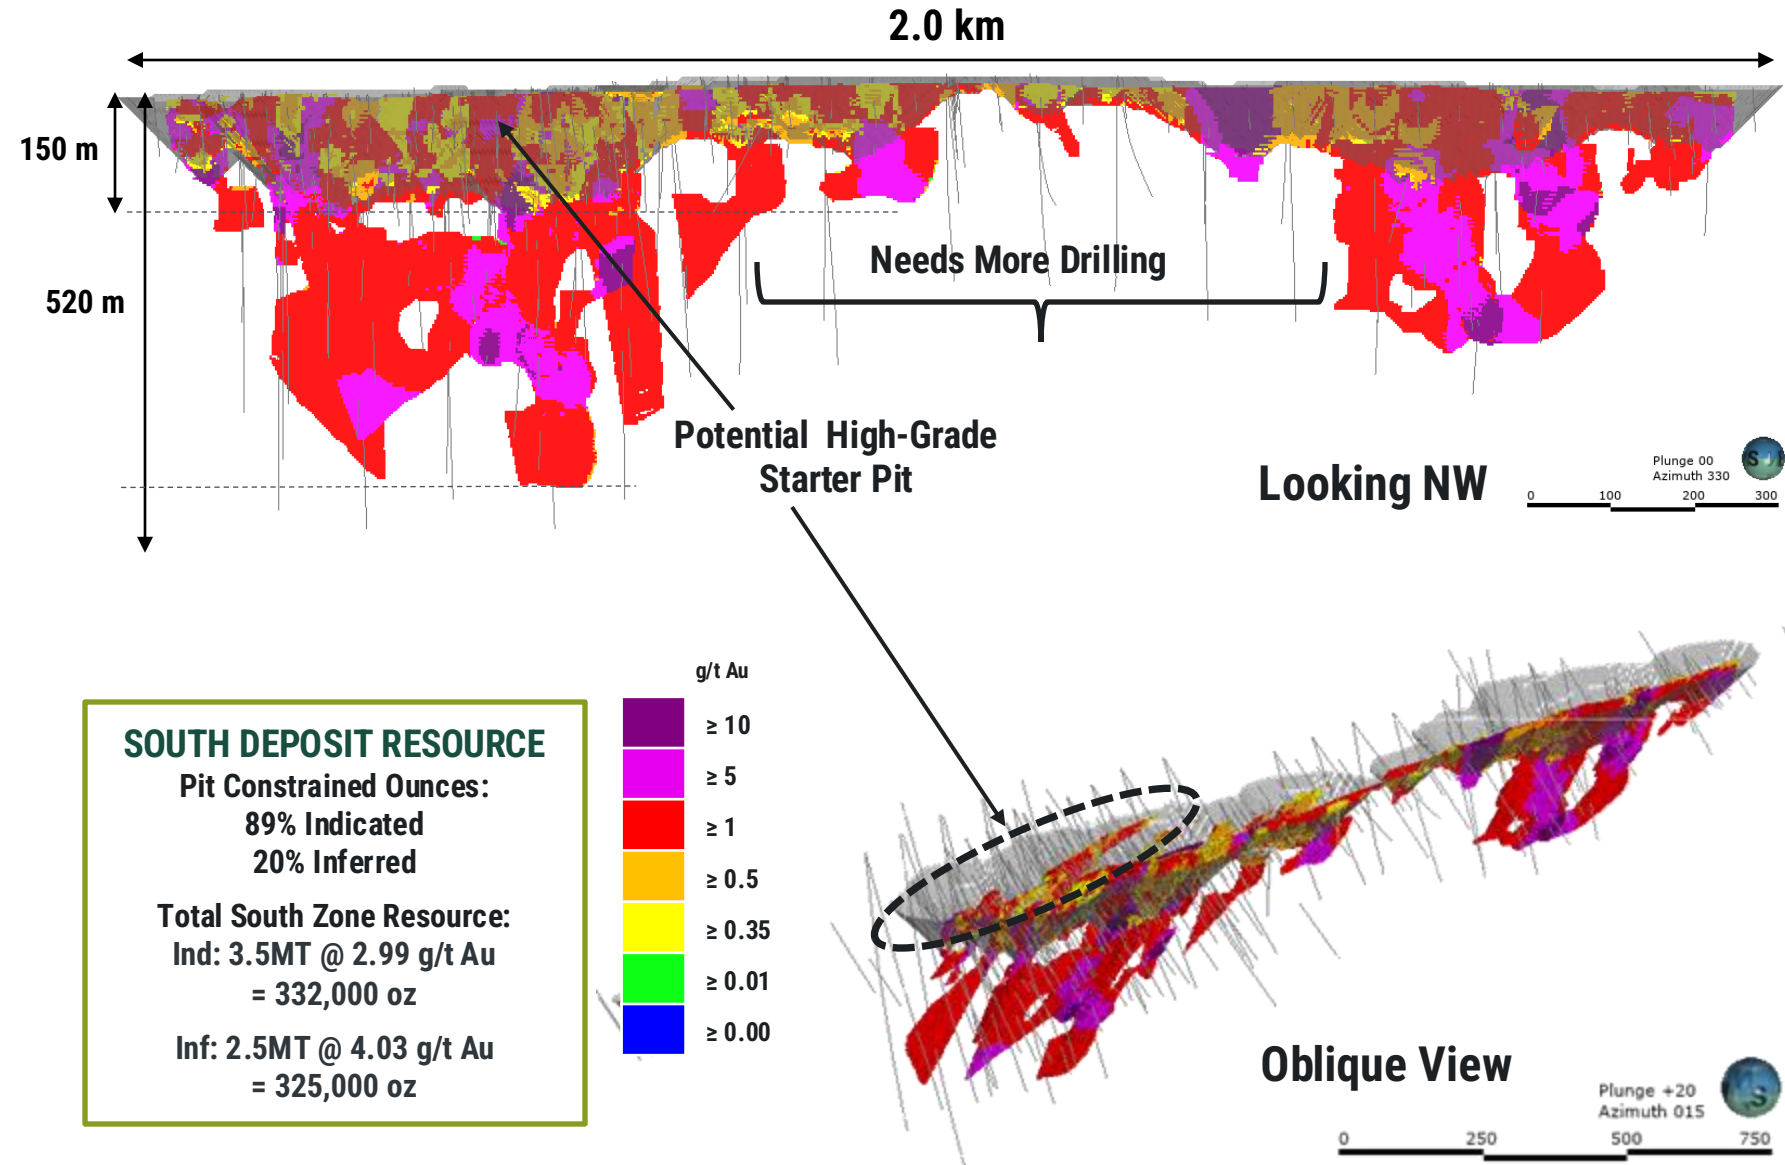 2.0 km
150 m
520 m
Needs More Drilling
Potential High-Grade
Starter Pit
Looking NW
Plunge 00
Azimuth 330
S
0 100 200 300
g/t Au
≥ 10
≥ 5
≥ 1
≥ 0.5
≥ 0.35
≥ 0.01
≥ 0.00
SOUTH DEPOSIT RESOURCE
Pit Constrained Ounces:
89% Indicated
20% Inferred
Total South Zone Resource:
Ind: 3.5MT @ 2.99 g/t Au
= 332,000 oz
Inf: 2.5MT @ 4.03 g/t Au
= 325,000 oz
Oblique View
Plunge +20
Azimuth 015
S
0 250 500 750